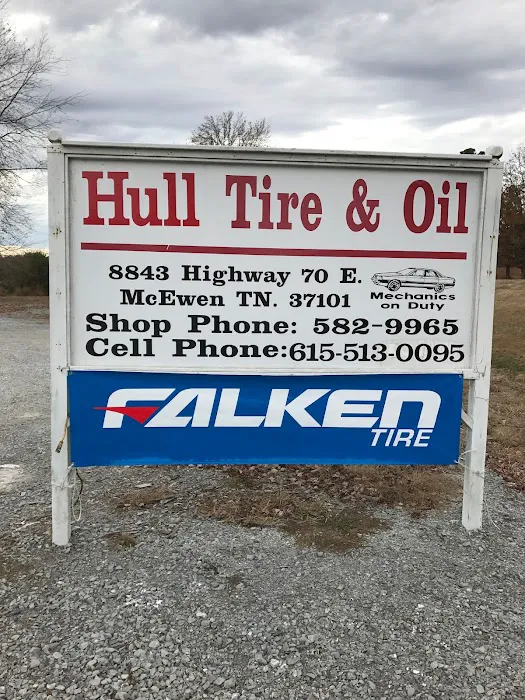 Hull Tire & Oil
8843 Highway 70 E.
McEwen TN. 37101
Mechanics
on Duty
Shop Phone: 582-9965
Cell Phone:615-513-0095
FALKEN
TIRE